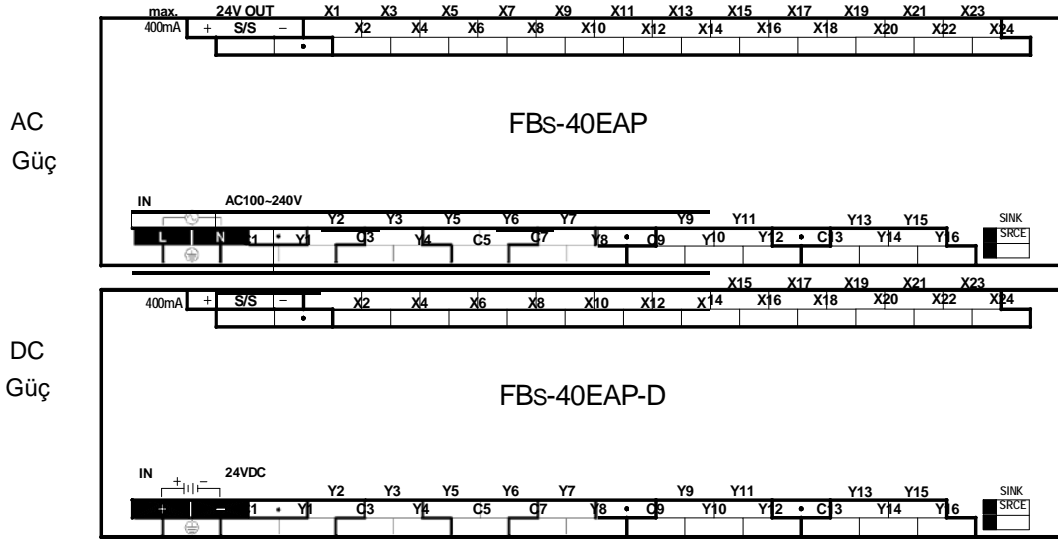 max. 24V OUT X1 X3 X5 X7 X9 X11 X13 X15 X17 X19 X21 X23
400mA + S/S − X2 X4 X6 X8 X10 X12 X14 X16 X18 X20 X22 X24
AC
Güç
FBs-40EAP
IN AC100~240V
Y2 Y3 Y5 Y6 Y7 Y9 Y11 Y13 Y15 SINK
L N C1 Y1 C3 Y4 C5 C7 Y8 C9 Y10 Y12 C13 Y14 Y16 SRCE
X15 X17 X19 X21 X23
400mA + S/S − X2 X4 X6 X8 X10 X12 X14 X16 X18 X20 X22 X24
DC
Güç
FBs-40EAP-D
IN + − 24VDC
Y2 Y3 Y5 Y6 Y7 Y9 Y11 Y13 Y15 SINK
+ − C1 Y1 C3 Y4 C5 C7 Y8 C9 Y10 Y12 C13 Y14 Y16 SRCE